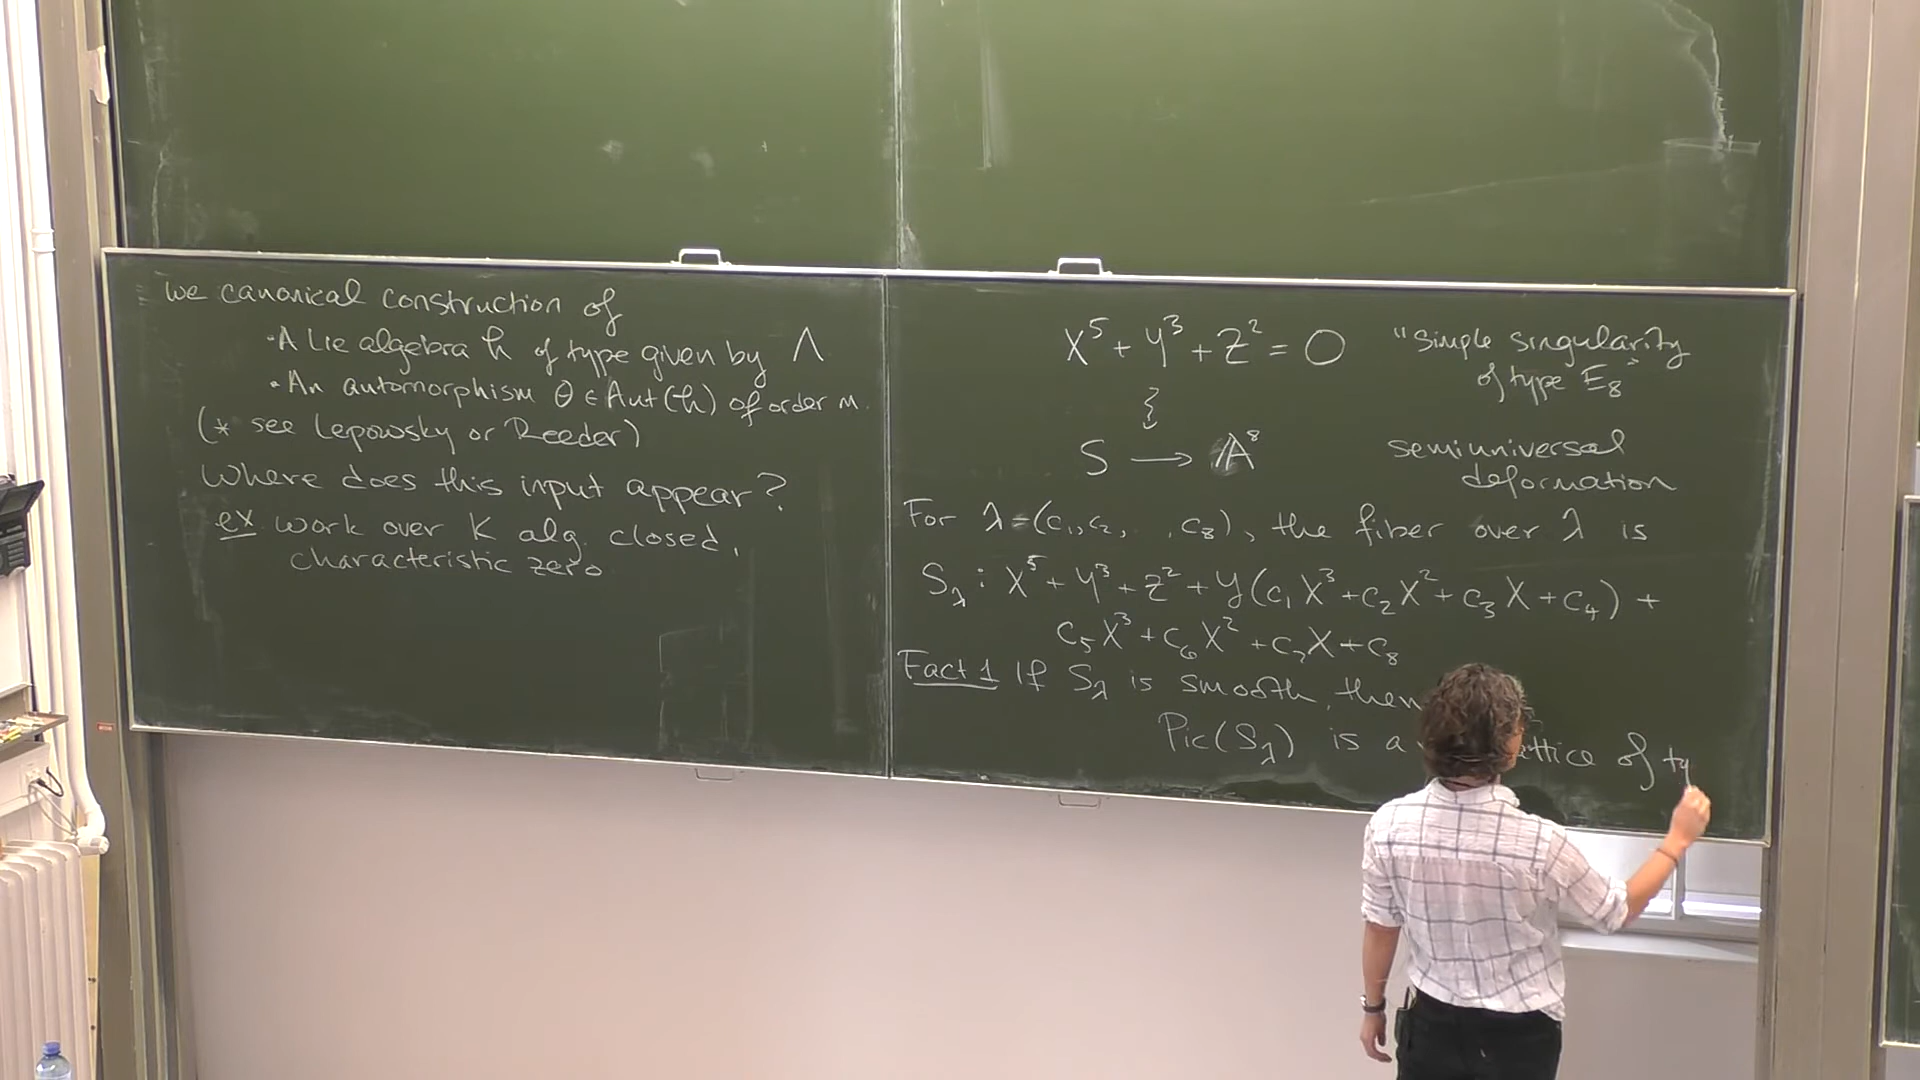 we canonical construction of
• A Lie algebra h of type given by Λ
• An automorphism θ ∈ Aut(h) of order m.
(* see Lepowsky or Reeder)
Where does this input appear?
ex. work over K alg. closed,
characteristic zero
X⁵ + Y³ + Z² = 0 "simple singularity
of type E₈"
S → A⁸ semiuniversal
deformation
For λ = (c₁, c₂, . . , c₈), the fiber over λ is
S_λ : X⁵ + Y³ + Z² + Y(c₁X³ + c₂X² + c₃X + c₄) +
c₅X³ + c₆X² + c₇X + c₈
Fact 1 If S_λ is smooth, then
Pic(S_λ) is a ttice of ty